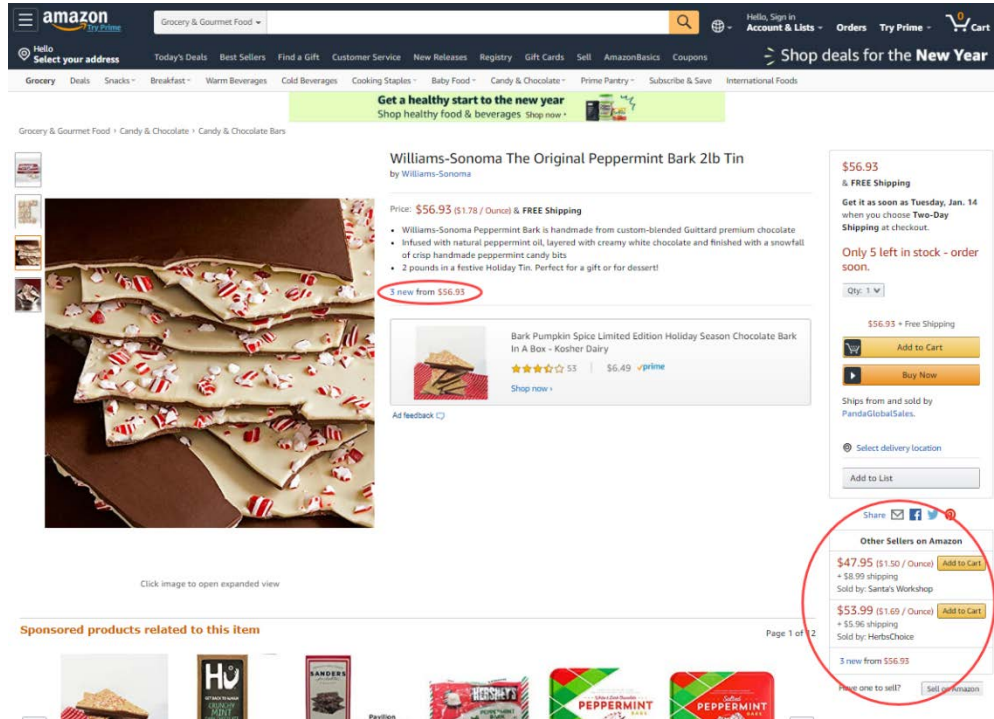 amazon
Try Prime
Grocery & Gourmet Food
Hello, Sign in
Account & Lists
Orders
Try Prime
0
Cart
Hello
Select your address
Today's Deals Best Sellers Find a Gift Customer Service New Releases Registry Gift Cards Sell AmazonBasics Coupons
Shop deals for the New Year
Grocery Deals Snacks Breakfast Warm Beverages Cold Beverages Cooking Staples Baby Food Candy & Chocolate Prime Pantry Subscribe & Save International Foods
Get a healthy start to the new year
Shop healthy food & beverages Shop now
Grocery & Gourmet Food › Candy & Chocolate › Candy & Chocolate Bars
Williams-Sonoma The Original Peppermint Bark 2lb Tin
by Williams-Sonoma
Price: $56.93 ($1.78 / Ounce) & FREE Shipping
• Williams-Sonoma Peppermint Bark is handmade from custom-blended Guittard premium chocolate
• Infused with natural peppermint oil, layered with creamy white chocolate and finished with a snowfall
of crisp handmade peppermint candy bits
• 2 pounds in a festive Holiday Tin. Perfect for a gift or for dessert!
3 new from $56.93
Bark Pumpkin Spice Limited Edition Holiday Season Chocolate Bark
In A Box - Kosher Dairy
53 | $6.49 prime
Shop now ›
Ad feedback
Click image to open expanded view
$56.93
& FREE Shipping
Get it as soon as Tuesday, Jan. 14
when you choose Two-Day
Shipping at checkout.
Only 5 left in stock - order
soon.
Qty: 1
$56.93 + Free Shipping
Add to Cart
Buy Now
Ships from and sold by
PandaGlobalSales.
Select delivery location
Add to List
Share
Other Sellers on Amazon
$47.95 ($1.50 / Ounce) Add to Cart
+ $8.99 shipping
Sold by: Santa's Workshop
$53.99 ($1.69 / Ounce) Add to Cart
+ $5.96 shipping
Sold by: HerbsChoice
3 new from $56.93
Have one to sell? Sell on Amazon
Sponsored products related to this item
Page 1 of 12
HU
CRUNCHY
MINT
SANDERS
Pavilion
HERSHEY'S
PEPPERMINT
BARK
PEPPERMINT
BARK